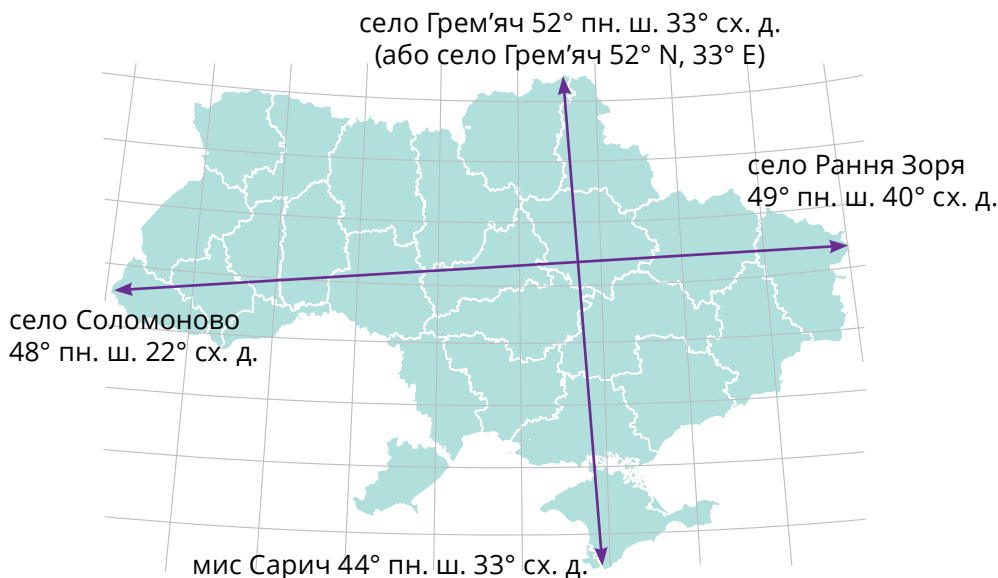 село Грем’яч 52° пн. ш. 33° сх. д.
(або село Грем’яч 52° N, 33° E)
село Рання Зоря
49° пн. ш. 40° сх. д.
село Соломоново
48° пн. ш. 22° сх. д.
мис Сарич 44° пн. ш. 33° сх. д.